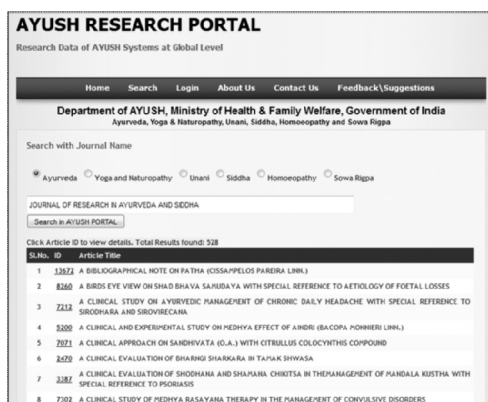 AYUSH RESEARCH PORTAL
Research Data of AYUSH Systems at Global Level
Home Search Login About Us Contact Us Feedback\Suggestions
Department of AYUSH, Ministry of Health & Family Welfare, Government of India
Ayurveda, Yoga & Naturopathy, Unani, Siddha, Homoeopathy and Sowa Rigpa
Search with Journal Name
Ayurveda Yoga and Naturopathy Unani Siddha Homoeopathy Sowa Rigpa
JOURNAL OF RESEARCH IN AYURVEDA AND SIDDHA
Search in AYUSH PORTAL
Click Article ID to view details. Total Results found: 528
Sl.No. ID Article Title
1 13672 A BIBLIOGRAPHICAL NOTE ON PATHA (CISSAMPELOS PAREIRA LINN.)
2 8260 A BIRDS EYE VIEW ON SHAD BHAVA SAMUDAYA WITH SPECIAL REFERENCE TO AETIOLOGY OF FOETAL LOSSES
3 7212 A CLINICAL STUDY ON AYURVEDIC MANAGEMENT OF CHRONIC DAILY HEADACHE WITH SPECIAL REFERENCE TO
SIRODHARA AND SIROVIRECANA
4 5200 A CLINICAL AND EXPERIMENTAL STUDY ON MEDHYA EFFECT OF AINDRI (BACOPA MONNIERI LINN.)
5 7071 A CLINICAL APPROACH ON SANDHIVATA (O.A.) WITH CITRULLUS COLOCYNTHIS COMPOUND
6 2470 A CLINICAL EVALUATION OF BHARNGI SHARKARA IN TAMAK SHWASA
7 3387 A CLINICAL EVALUATION OF SHODHANA AND SHAMANA CHIKITSA IN THEMANAGEMENT OF MANDALA KUSTHA WITH
SPECIAL REFERENCE TO PSORIASIS
8 7302 A CLINICAL STUDY OF MEDHYA RASAYANA THERAPY IN THE MANAGEMENT OF CONVULSIVE DISORDERS